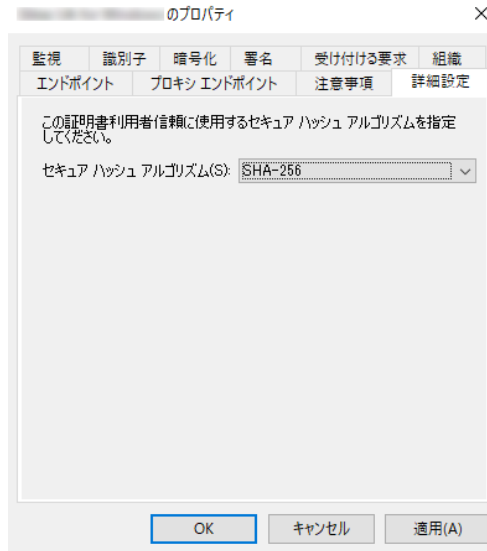 のプロパティ
監視 識別子 暗号化 署名 受け付ける要求 組織
エンドポイント プロキシ エンドポイント 注意事項 詳細設定
この証明書利用者信頼に使用するセキュア ハッシュ アルゴリズムを指定
してください。
セキュア ハッシュ アルゴリズム(S): SHA-256
OK キャンセル 適用(A)